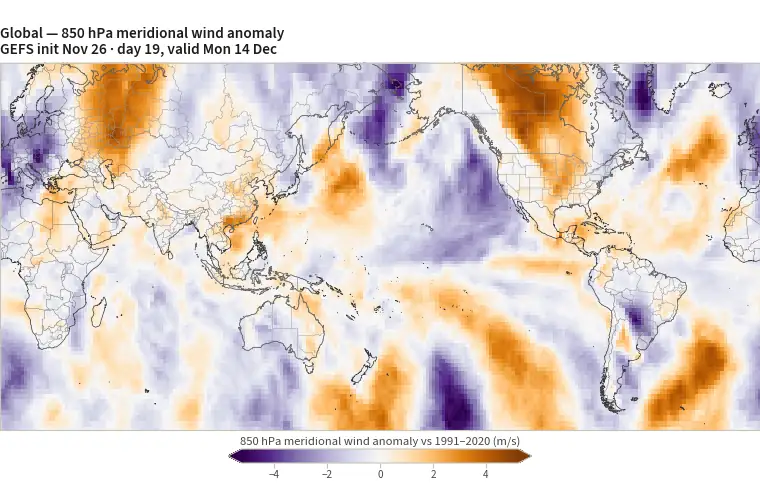 Global — 850 hPa meridional wind anomaly
GEFS init Nov 26 · day 19, valid Mon 14 Dec
850 hPa meridional wind anomaly vs 1991–2020 (m/s)
−4 −2 0 2 4